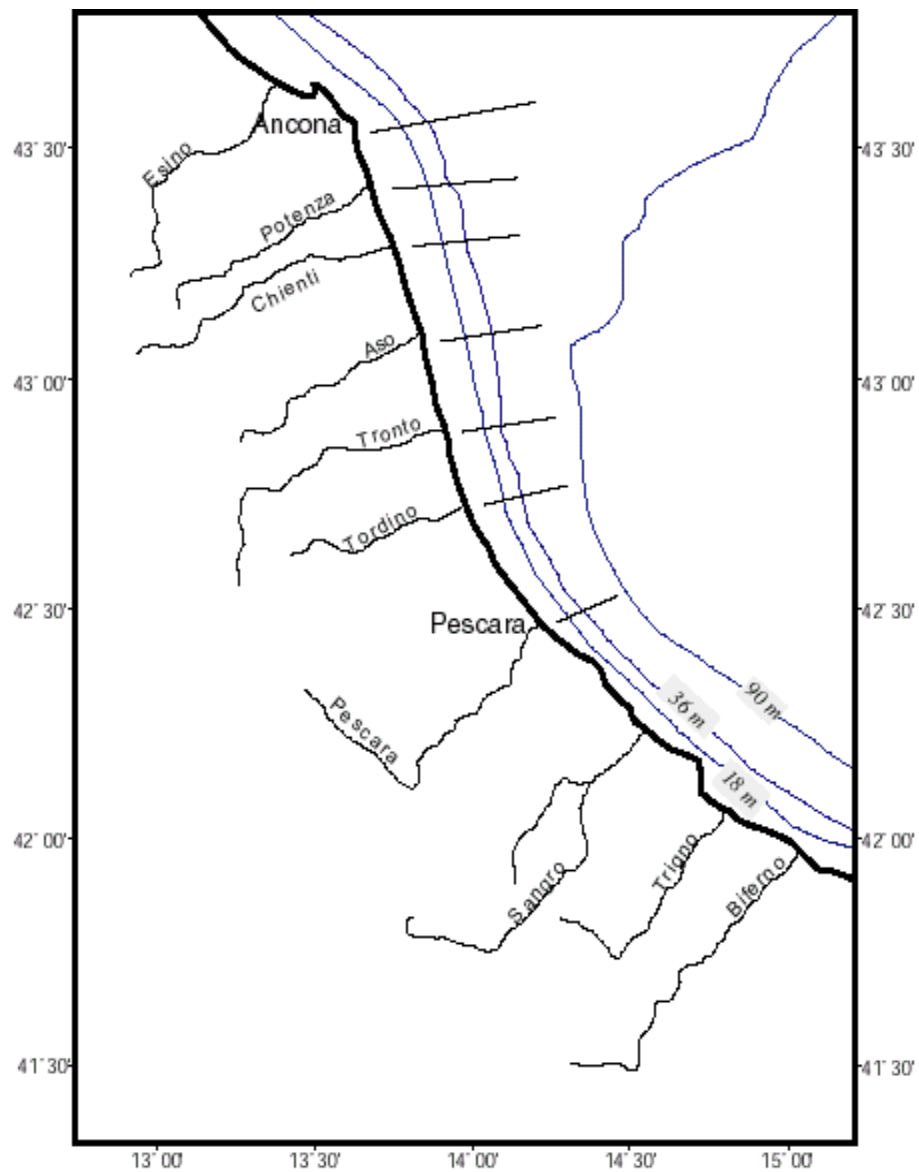 Ancona
43° 30'
43° 30'
Esino
Potenza
Chienti
Aso
43° 00'
43° 00'
Tronto
Tordino
42° 30'
42° 30'
Pescara
36 m
90 m
Pescara
18 m
42° 00'
42° 00'
Sangro
Trigno
Biferno
41° 30'
41° 30'
13° 00'
13° 30'
14° 00'
14° 30'
15° 00'